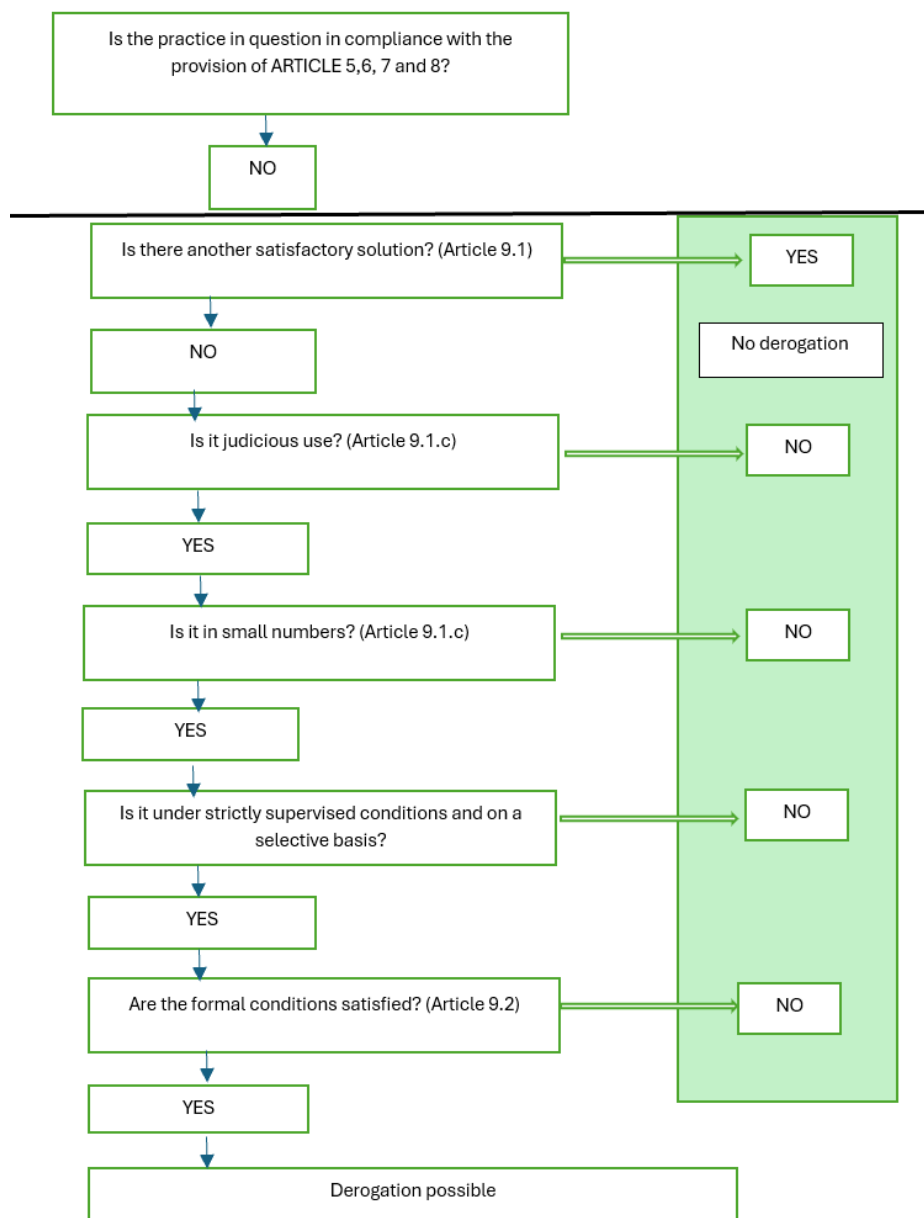 Is the practice in question in compliance with the
provision of ARTICLE 5,6, 7 and 8?
NO
Is there another satisfactory solution? (Article 9.1)
YES
NO
No derogation
Is it judicious use? (Article 9.1.c)
NO
YES
Is it in small numbers? (Article 9.1.c)
NO
YES
Is it under strictly supervised conditions and on a
selective basis?
NO
YES
Are the formal conditions satisfied? (Article 9.2)
NO
YES
Derogation possible